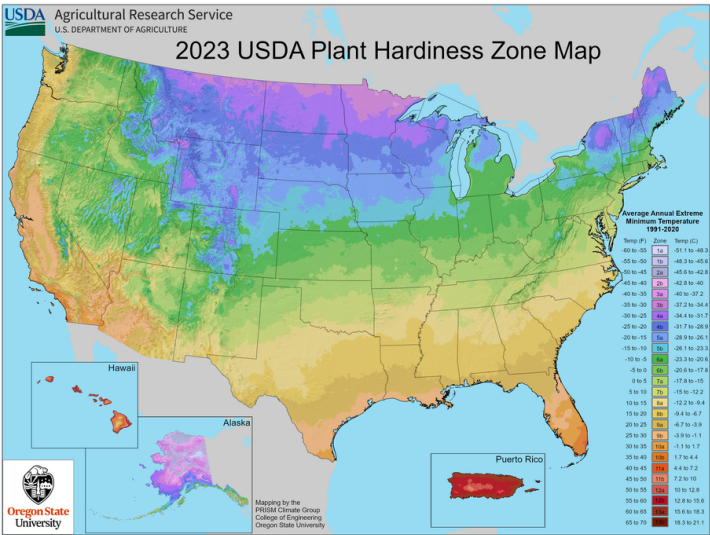 USDA Agricultural Research Service
U.S. DEPARTMENT OF AGRICULTURE
2023 USDA Plant Hardiness Zone Map
Average Annual Extreme
Minimum Temperature
1991-2020
Temp (F) Zone Temp (C)
-60 to -55 1a -51.1 to -48.3
-55 to -50 1b -48.3 to -45.6
-50 to -45 2a -45.6 to -42.8
-45 to -40 2b -42.8 to -40
-40 to -35 3a -40 to -37.2
-35 to -30 3b -37.2 to -34.4
-30 to -25 4a -34.4 to -31.7
-25 to -20 4b -31.7 to -28.9
-20 to -15 5a -28.9 to -26.1
-15 to -10 5b -26.1 to -23.3
-10 to -5 6a -23.3 to -20.6
-5 to 0 6b -20.6 to -17.8
0 to 5 7a -17.8 to -15
5 to 10 7b -15 to -12.2
10 to 15 8a -12.2 to -9.4
15 to 20 8b -9.4 to -6.7
20 to 25 9a -6.7 to -3.9
25 to 30 9b -3.9 to -1.1
30 to 35 10a -1.1 to 1.7
35 to 40 10b 1.7 to 4.4
40 to 45 11a 4.4 to 7.2
45 to 50 11b 7.2 to 10
50 to 55 12a 10 to 12.8
55 to 60 12b 12.8 to 15.6
60 to 65 13a 15.6 to 18.3
65 to 70 13b 18.3 to 21.1
Hawaii
Alaska
Puerto Rico
Mapping by the
PRISM Climate Group
College of Engineering
Oregon State University
Oregon State
University